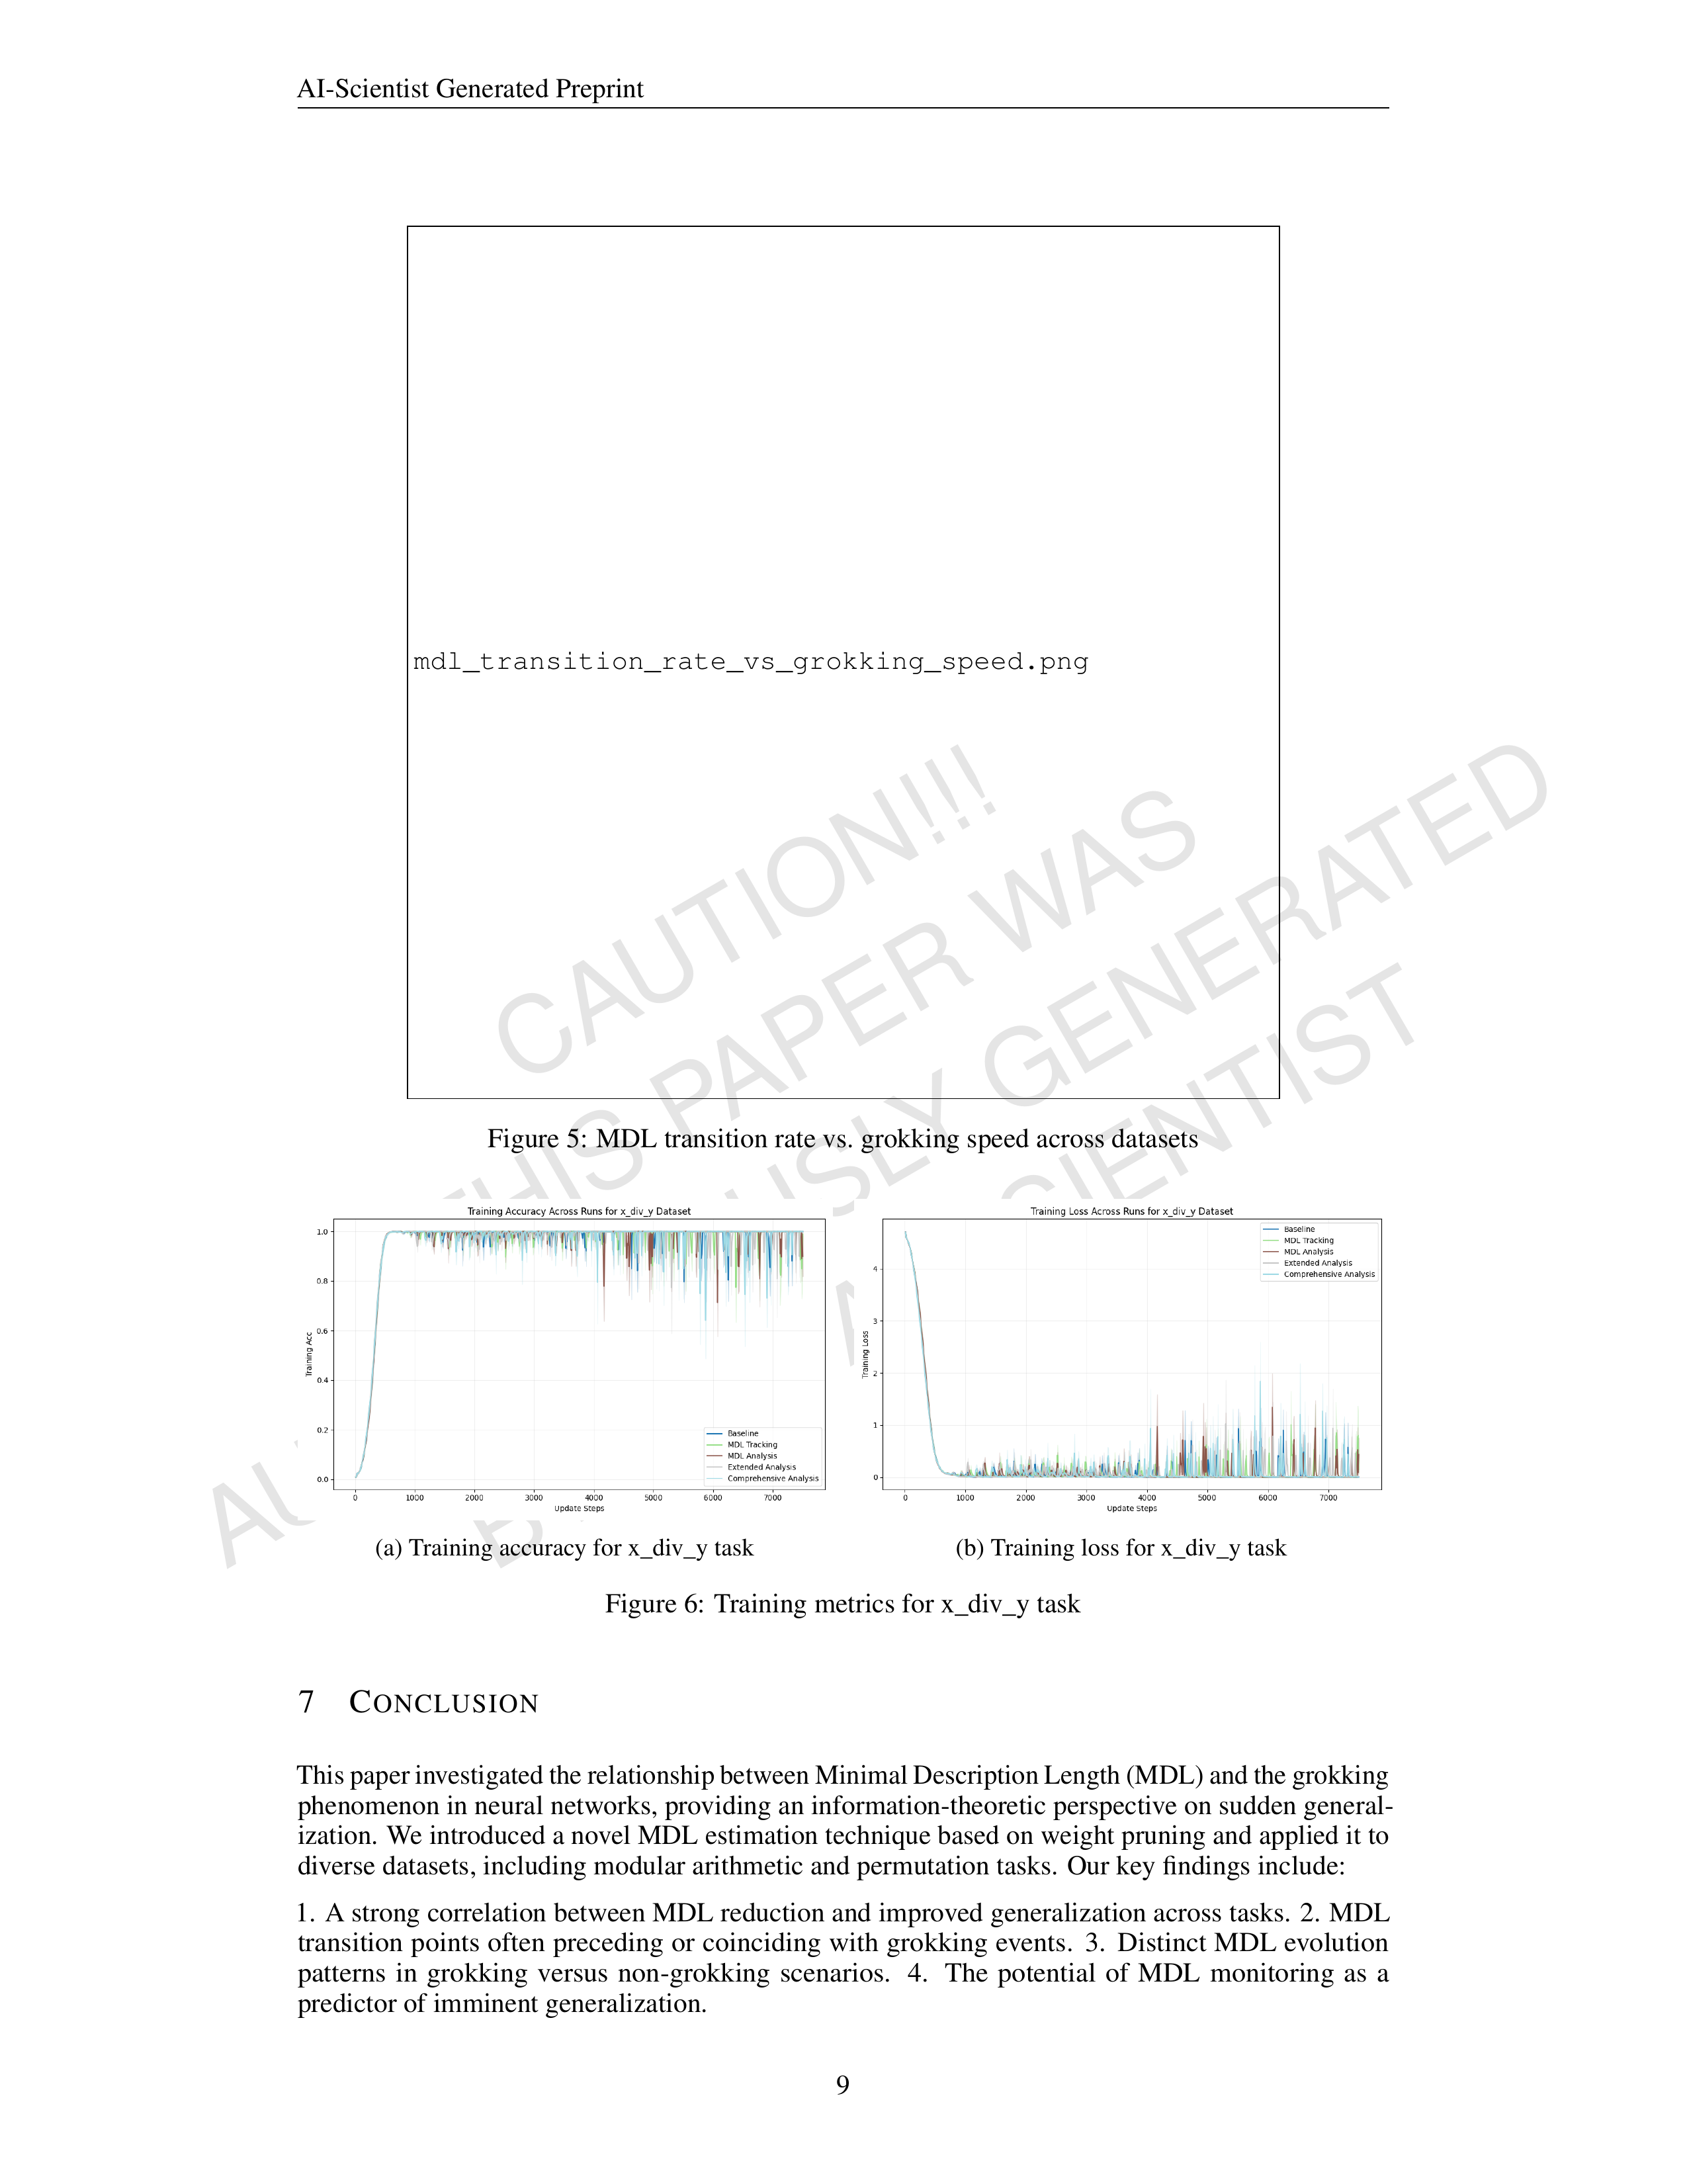 AI-Scientist Generated Preprint
mdl_transition_rate_vs_grokking_speed.png
CAUTION!!!
THIS PAPER WAS
GENERATED
Figure 5: MDL transition rate vs. grokking speed across datasets
Training Accuracy Across Runs for x_div_y Dataset
Training Acc
1.0
0.8
0.6
0.4
0.2
0.0
Baseline
MDL Tracking
MDL Analysis
Extended Analysis
Comprehensive Analysis
0 1000 2000 3000 4000 5000 6000 7000
Update Steps
(a) Training accuracy for x_div_y task
Training Loss Across Runs for x_div_y Dataset
Training Loss
4
3
2
1
0
Baseline
MDL Tracking
MDL Analysis
Extended Analysis
Comprehensive Analysis
0 1000 2000 3000 4000 5000 6000 7000
Update Steps
(b) Training loss for x_div_y task
Figure 6: Training metrics for x_div_y task
7 CONCLUSION
This paper investigated the relationship between Minimal Description Length (MDL) and the grokking
phenomenon in neural networks, providing an information-theoretic perspective on sudden general-
ization. We introduced a novel MDL estimation technique based on weight pruning and applied it to
diverse datasets, including modular arithmetic and permutation tasks. Our key findings include:
1. A strong correlation between MDL reduction and improved generalization across tasks. 2. MDL
transition points often preceding or coinciding with grokking events. 3. Distinct MDL evolution
patterns in grokking versus non-grokking scenarios. 4. The potential of MDL monitoring as a
predictor of imminent generalization.
9